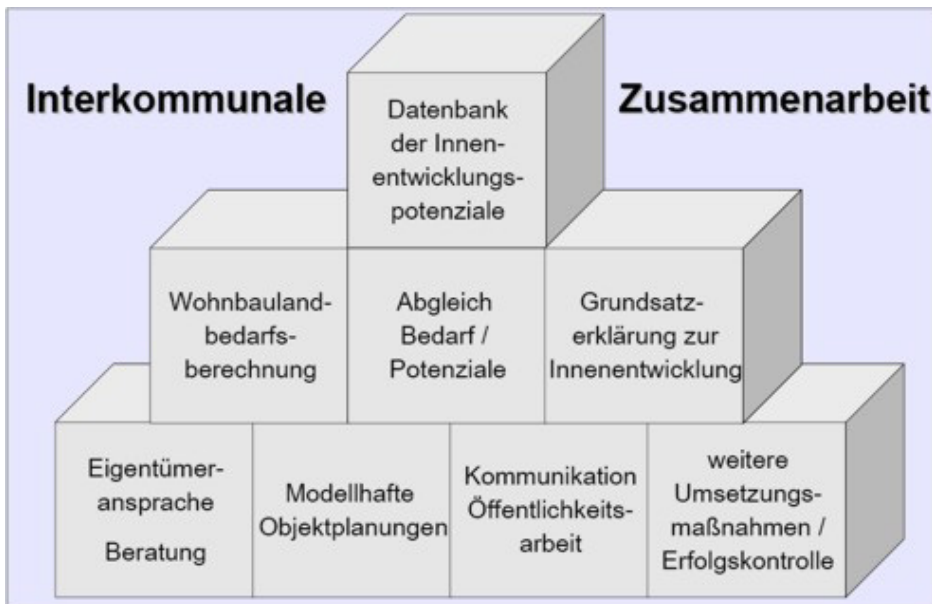 Interkommunale Zusammenarbeit
Datenbank
der Innen-
entwicklungs-
potenziale
Wohnbauland-
bedarfs-
berechnung
Abgleich
Bedarf /
Potenziale
Grundsatz-
erklärung zur
Innenentwicklung
Eigentümer-
ansprache
Beratung
Modellhafte
Objektplanungen
Kommunikation
Öffentlichkeits-
arbeit
weitere
Umsetzungs-
maßnahmen /
Erfolgskontrolle